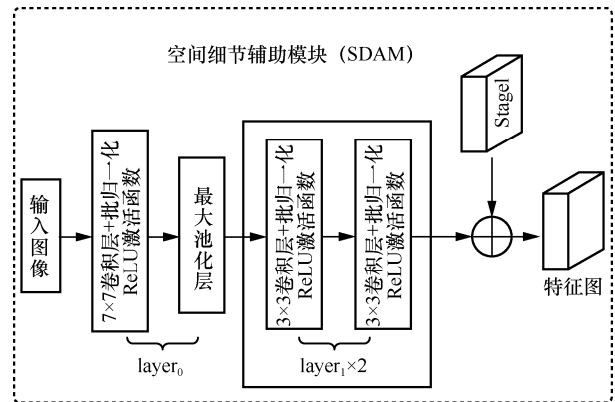 空间细节辅助模块（SDAM）
Stage1
输入图像
7×7卷积层+批归一化
ReLU激活函数
最大池化层
3×3卷积层+批归一化
ReLU激活函数
3×3卷积层+批归一化
ReLU激活函数
特征图
layer₀
layer₁×2